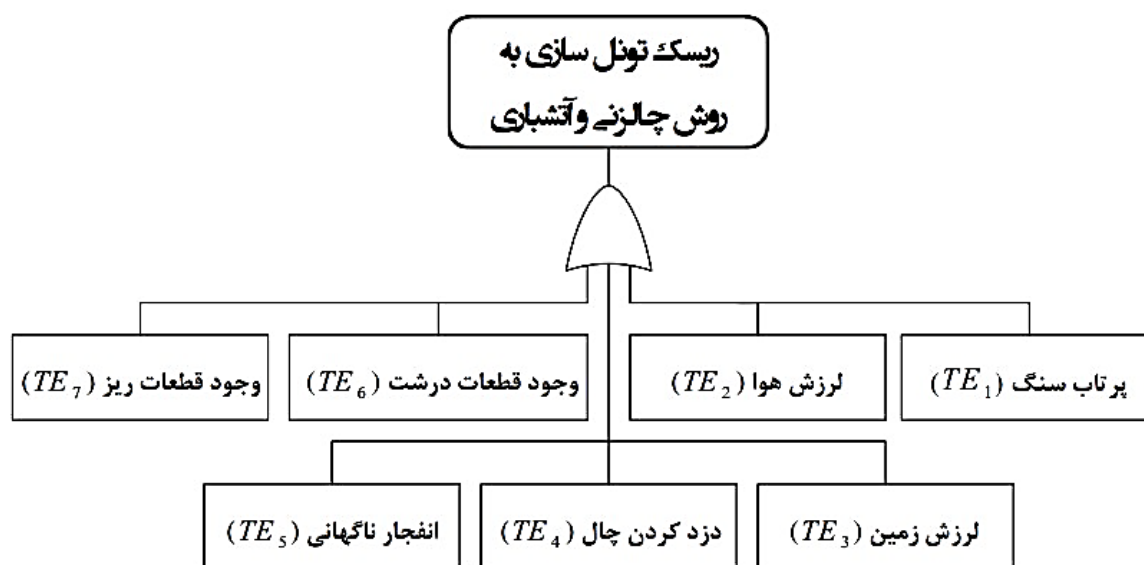 ریسک تونل سازی به
روش چالزنی و آتشباری
پرتاب سنگ (TE₁)
لرزش هوا (TE₂)
وجود قطعات درشت (TE₆)
وجود قطعات ریز (TE₇)
لرزش زمین (TE₃)
دزد کردن چال (TE₄)
انفجار ناگهانی (TE₅)